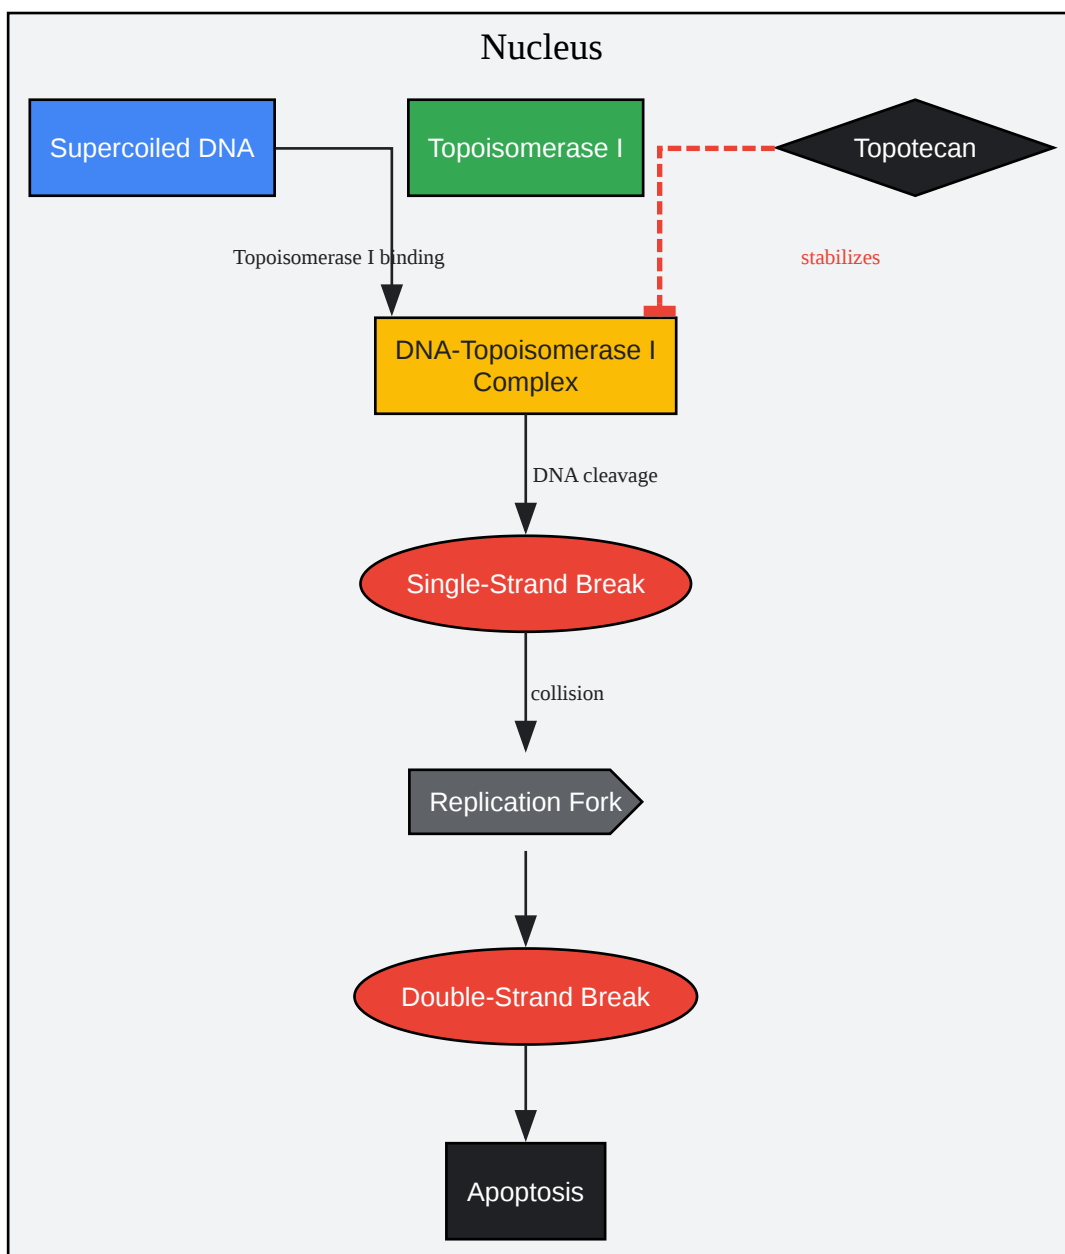 Nucleus
Supercoiled DNA
Topoisomerase I
Topotecan
Topoisomerase I binding
stabilizes
DNA-Topoisomerase I
Complex
DNA cleavage
Single-Strand Break
collision
Replication Fork
Double-Strand Break
Apoptosis